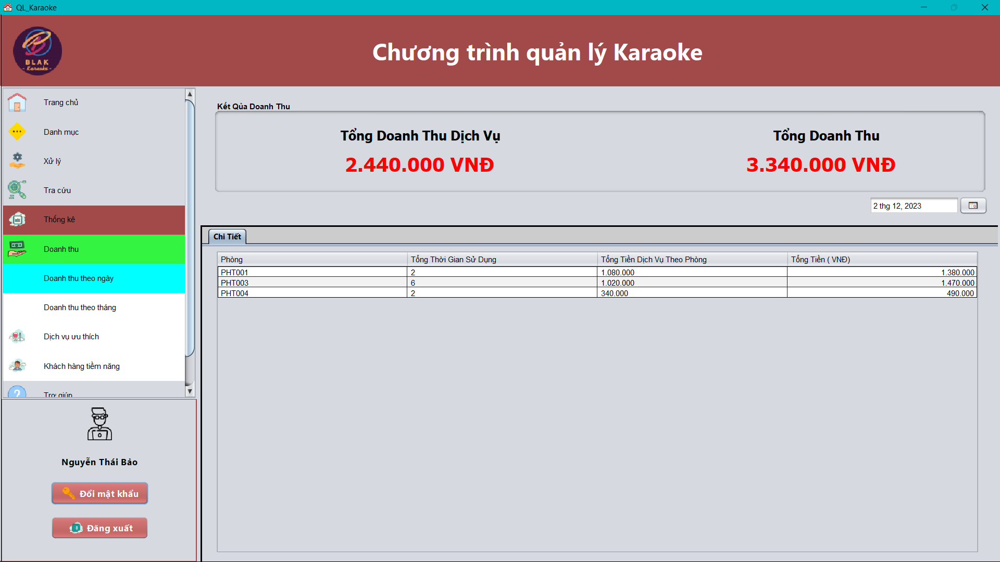 QL_Karaoke
BLAK
- Karaoke -
Chương trình quản lý Karaoke
Trang chủ
Danh mục
Xử lý
Tra cứu
Thống kê
Doanh thu
Doanh thu theo ngày
Doanh thu theo tháng
Dịch vụ ưu thích
Khách hàng tiềm năng
Trợ giúp
Nguyễn Thái Bảo
Đổi mật khẩu
Đăng xuất
Kết Qủa Doanh Thu
Tổng Doanh Thu Dịch Vụ Tổng Doanh Thu
2.440.000 VNĐ 3.340.000 VNĐ
2 thg 12, 2023
Chi Tiết
Phòng Tổng Thời Gian Sử Dụng Tổng Tiền Dịch Vụ Theo Phòng Tổng Tiền ( VNĐ)
PHT001 2 1.080.000 1.380.000
PHT003 6 1.020.000 1.470.000
PHT004 2 340.000 490.000